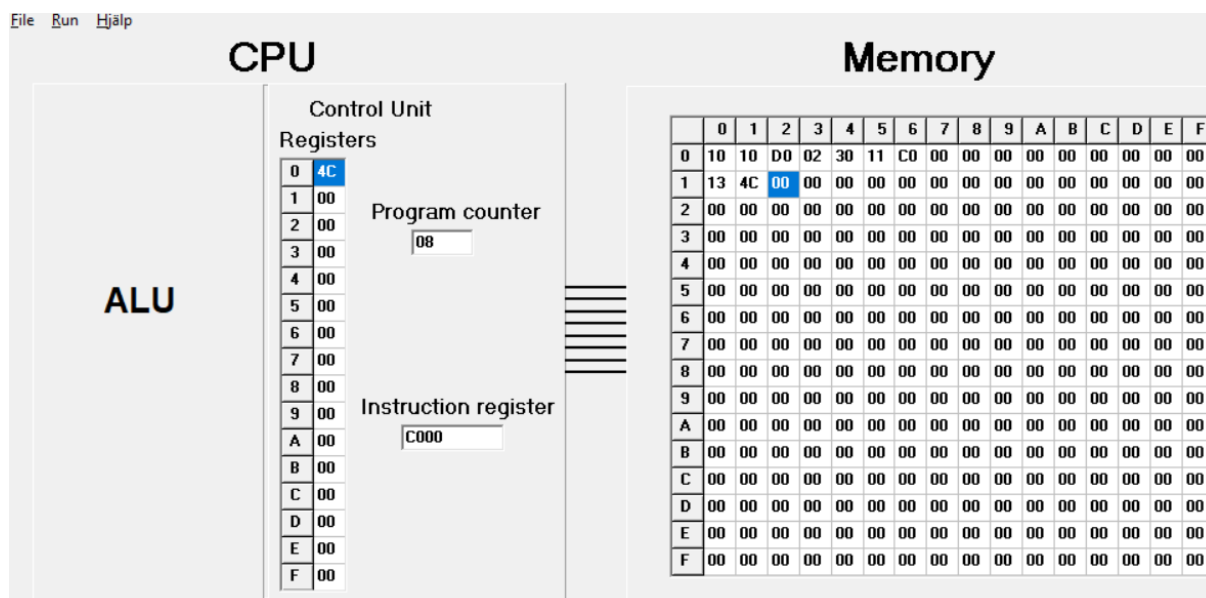 File Run Hjälp
CPU
Memory
Control Unit
Registers
0 4C
1 00
2 00
3 00
4 00
5 00
6 00
7 00
8 00
9 00
A 00
B 00
C 00
D 00
E 00
F 00
Program counter
08
ALU
Instruction register
C000
0 1 2 3 4 5 6 7 8 9 A B C D E F
0 10 10 D0 02 30 11 C0 00 00 00 00 00 00 00 00 00
1 13 4C 00 00 00 00 00 00 00 00 00 00 00 00 00 00
2 00 00 00 00 00 00 00 00 00 00 00 00 00 00 00 00
3 00 00 00 00 00 00 00 00 00 00 00 00 00 00 00 00
4 00 00 00 00 00 00 00 00 00 00 00 00 00 00 00 00
5 00 00 00 00 00 00 00 00 00 00 00 00 00 00 00 00
6 00 00 00 00 00 00 00 00 00 00 00 00 00 00 00 00
7 00 00 00 00 00 00 00 00 00 00 00 00 00 00 00 00
8 00 00 00 00 00 00 00 00 00 00 00 00 00 00 00 00
9 00 00 00 00 00 00 00 00 00 00 00 00 00 00 00 00
A 00 00 00 00 00 00 00 00 00 00 00 00 00 00 00 00
B 00 00 00 00 00 00 00 00 00 00 00 00 00 00 00 00
C 00 00 00 00 00 00 00 00 00 00 00 00 00 00 00 00
D 00 00 00 00 00 00 00 00 00 00 00 00 00 00 00 00
E 00 00 00 00 00 00 00 00 00 00 00 00 00 00 00 00
F 00 00 00 00 00 00 00 00 00 00 00 00 00 00 00 00